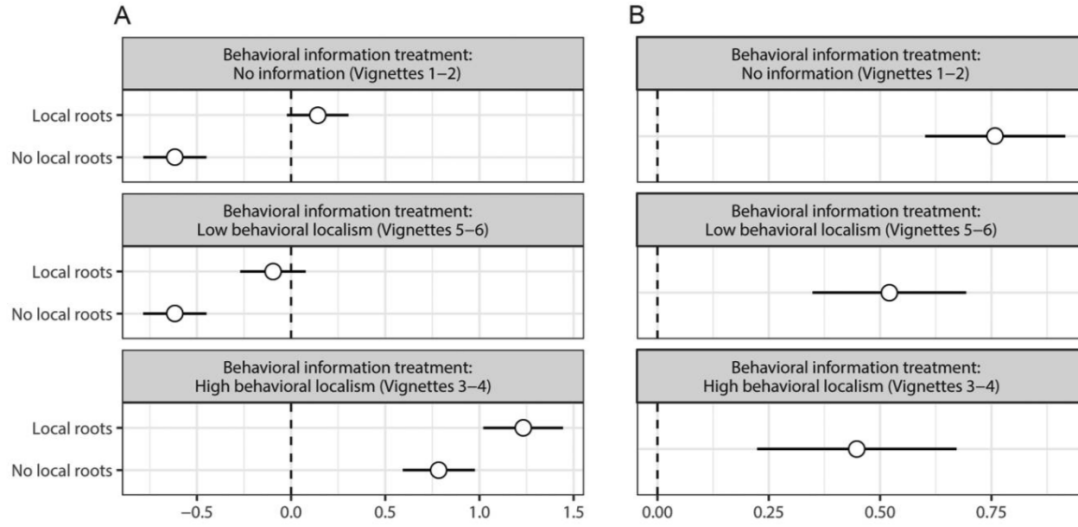 A
Behavioral information treatment:
No information (Vignettes 1−2)
Local roots
No local roots
Behavioral information treatment:
Low behavioral localism (Vignettes 5−6)
Local roots
No local roots
Behavioral information treatment:
High behavioral localism (Vignettes 3−4)
Local roots
No local roots
−0.5 0.0 0.5 1.0 1.5
B
Behavioral information treatment:
No information (Vignettes 1−2)
Behavioral information treatment:
Low behavioral localism (Vignettes 5−6)
Behavioral information treatment:
High behavioral localism (Vignettes 3−4)
0.00 0.25 0.50 0.75